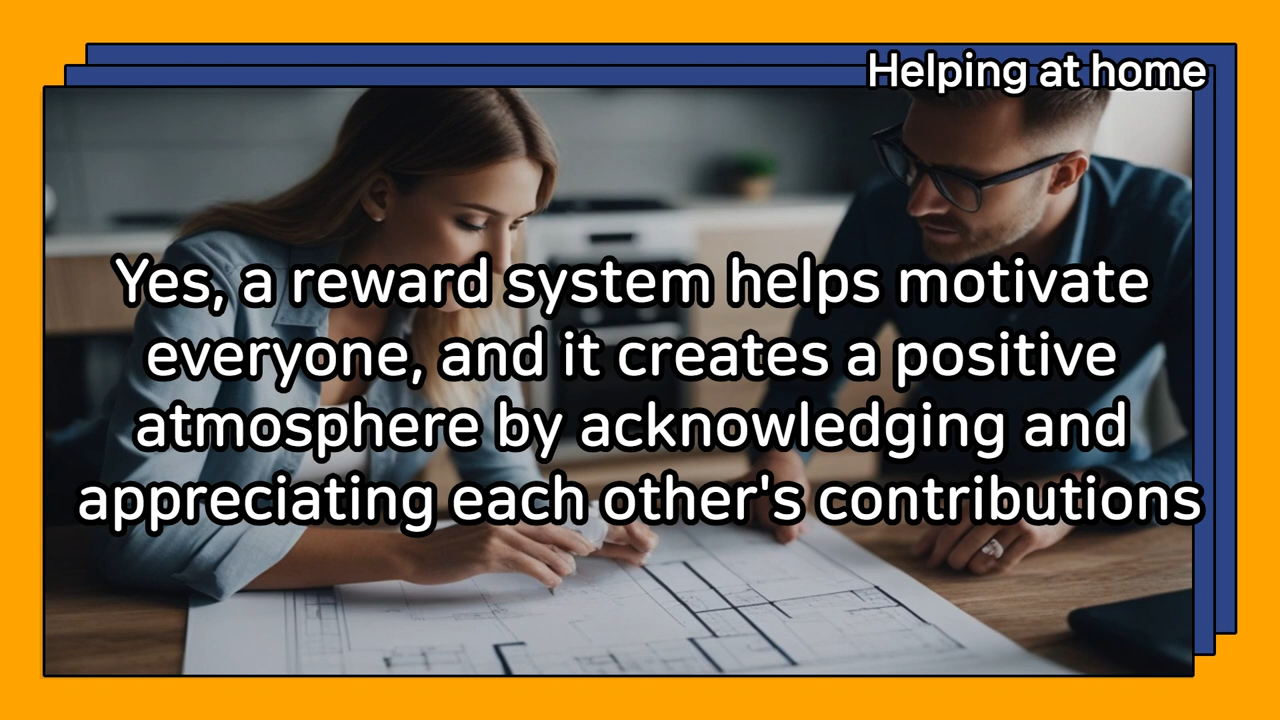 Helping at home
Yes, a reward system helps motivate
everyone, and it creates a positive
atmosphere by acknowledging and
appreciating each other's contributions